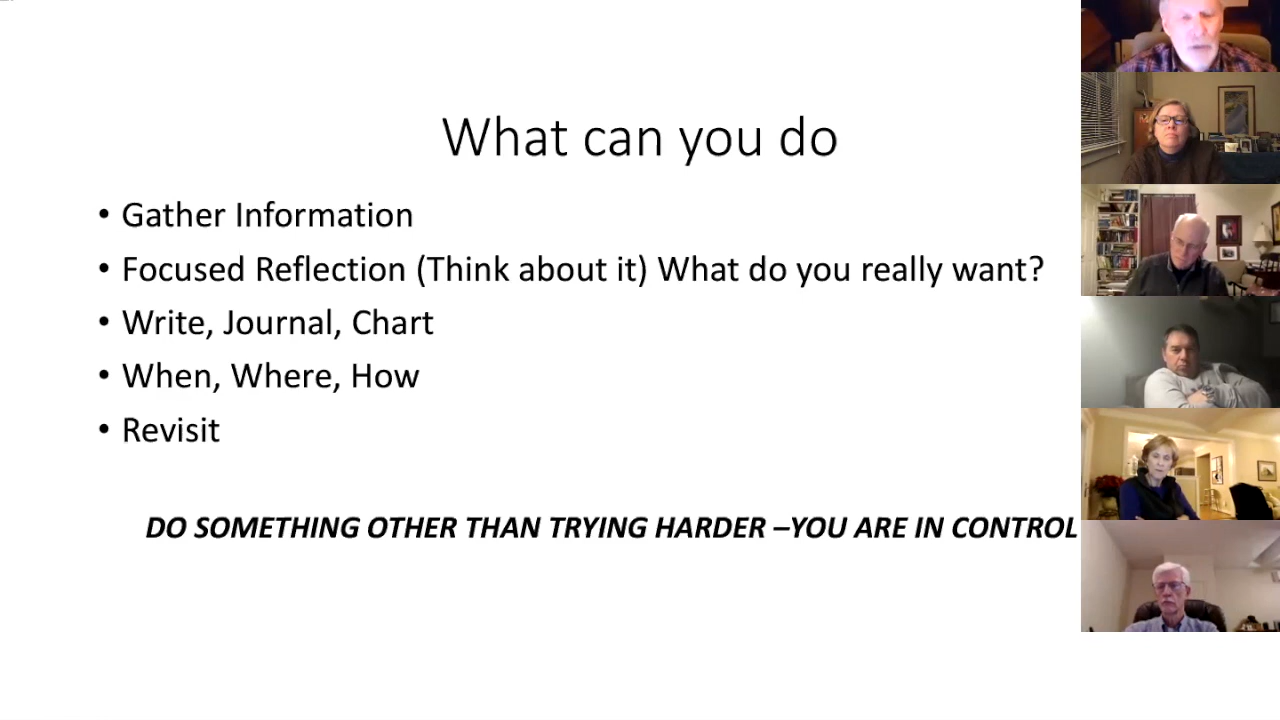 What can you do
• Gather Information
• Focused Reflection (Think about it) What do you really want?
• Write, Journal, Chart
• When, Where, How
• Revisit
DO SOMETHING OTHER THAN TRYING HARDER –YOU ARE IN CONTROL